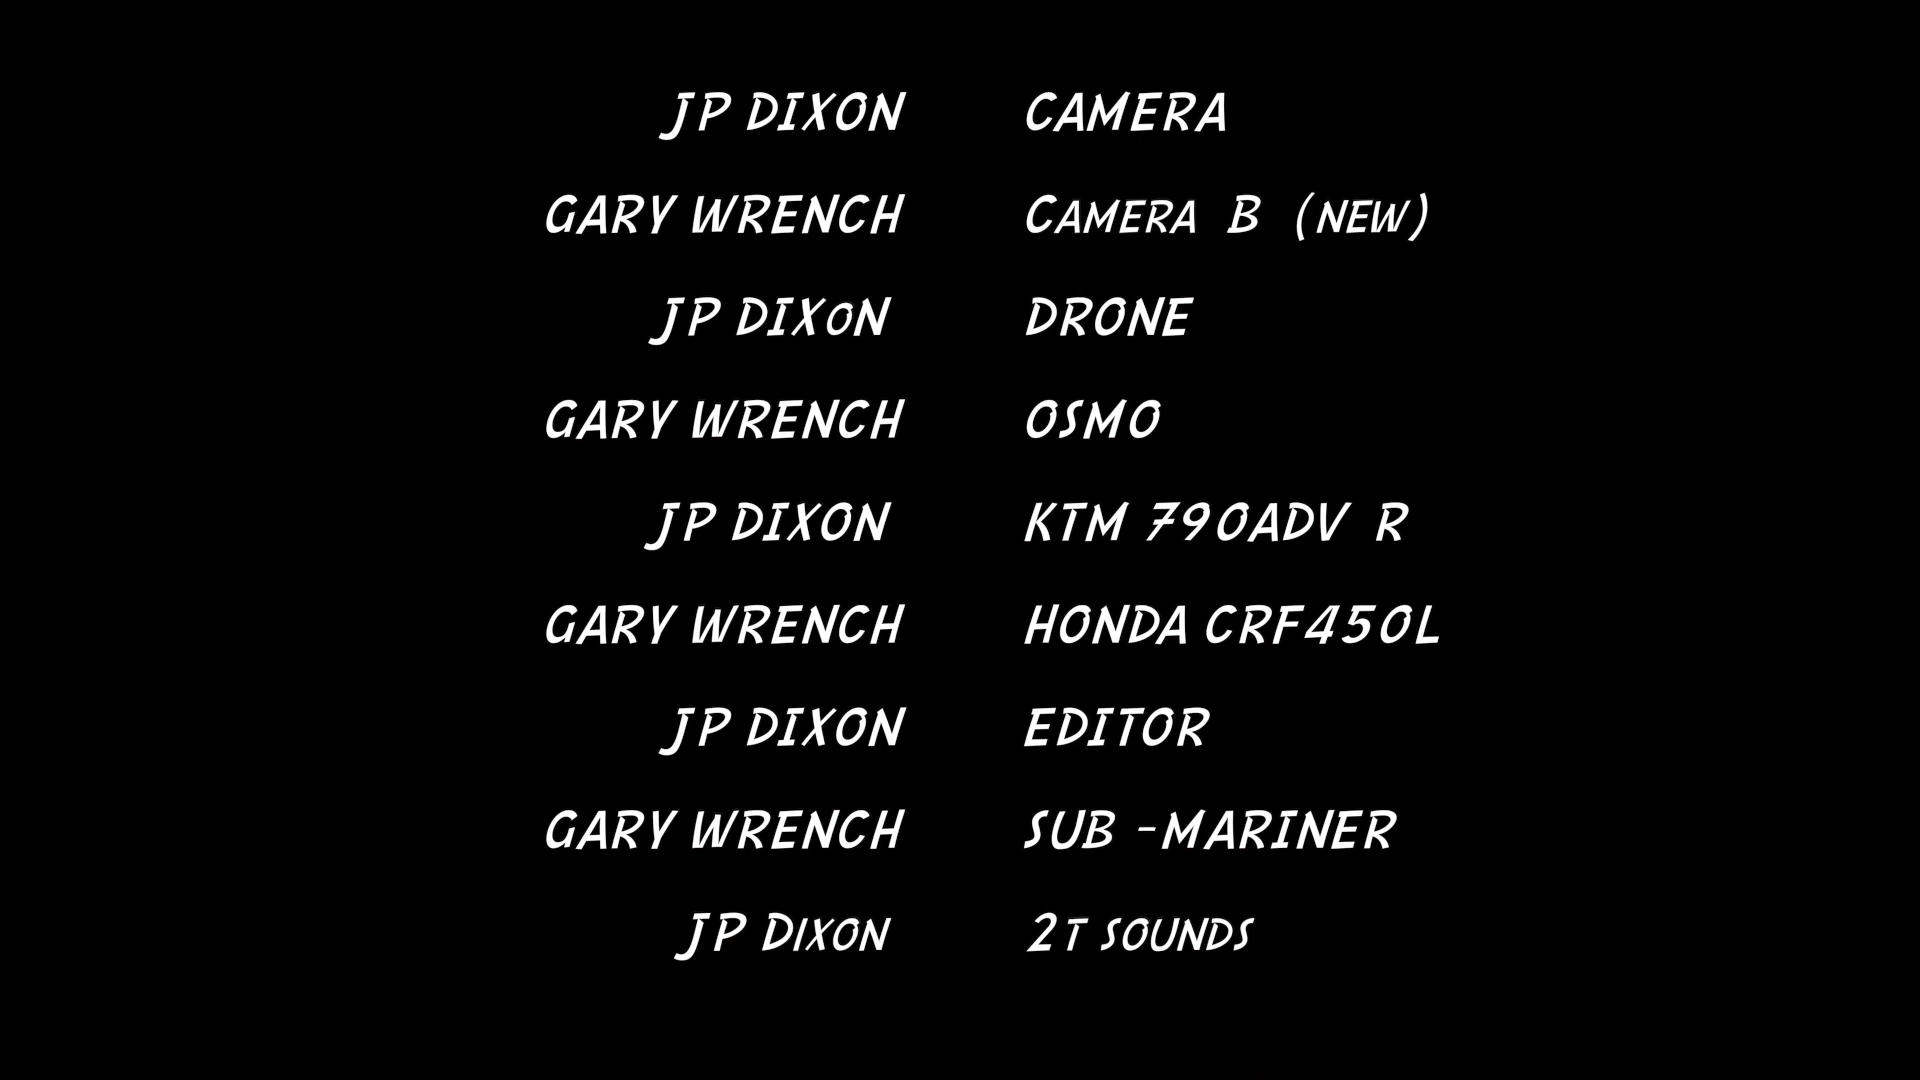 JP DIXON CAMERA
GARY WRENCH CAMERA B (NEW)
JP DIXON DRONE
GARY WRENCH OSMO
JP DIXON KTM 790ADV R
GARY WRENCH HONDA CRF450L
JP DIXON EDITOR
GARY WRENCH SUB -MARINER
JP DIXON 2T SOUNDS